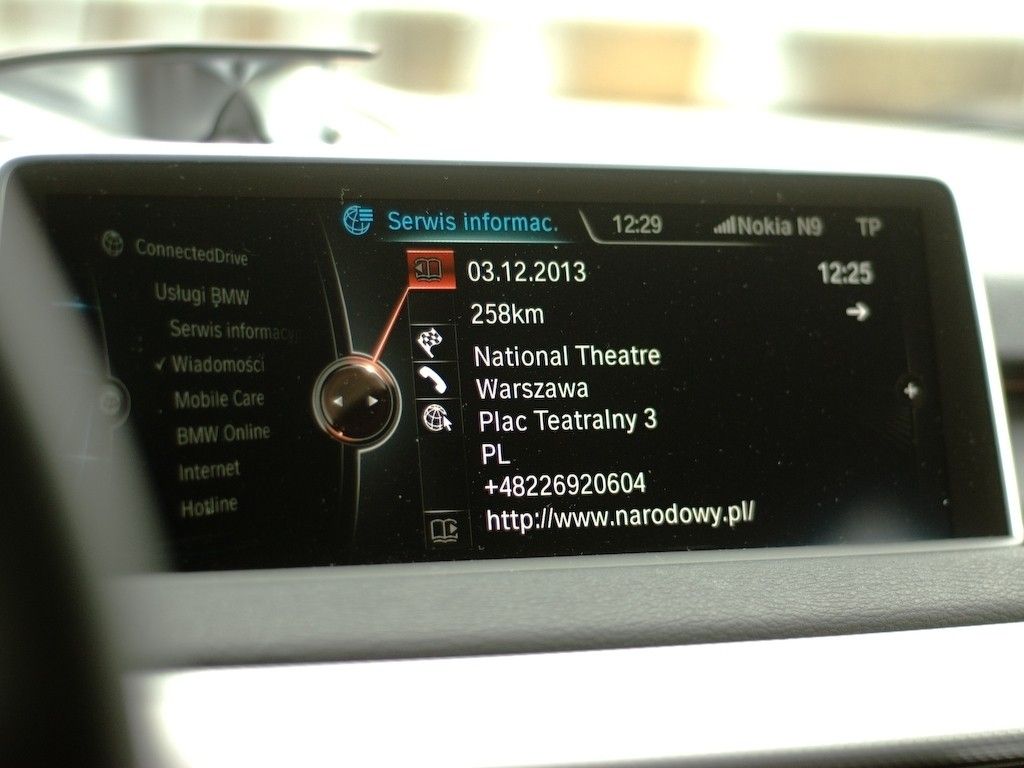 Serwis informac. 12:29 Nokia N9 TP
ConnectedDrive
Usługi BMW
Serwis informacy
✓ Wiadomości
Mobile Care
BMW Online
Internet
Hotline
03.12.2013 12:25
258km
National Theatre
Warszawa
Plac Teatralny 3
PL
+48226920604
http://www.narodowy.pl/